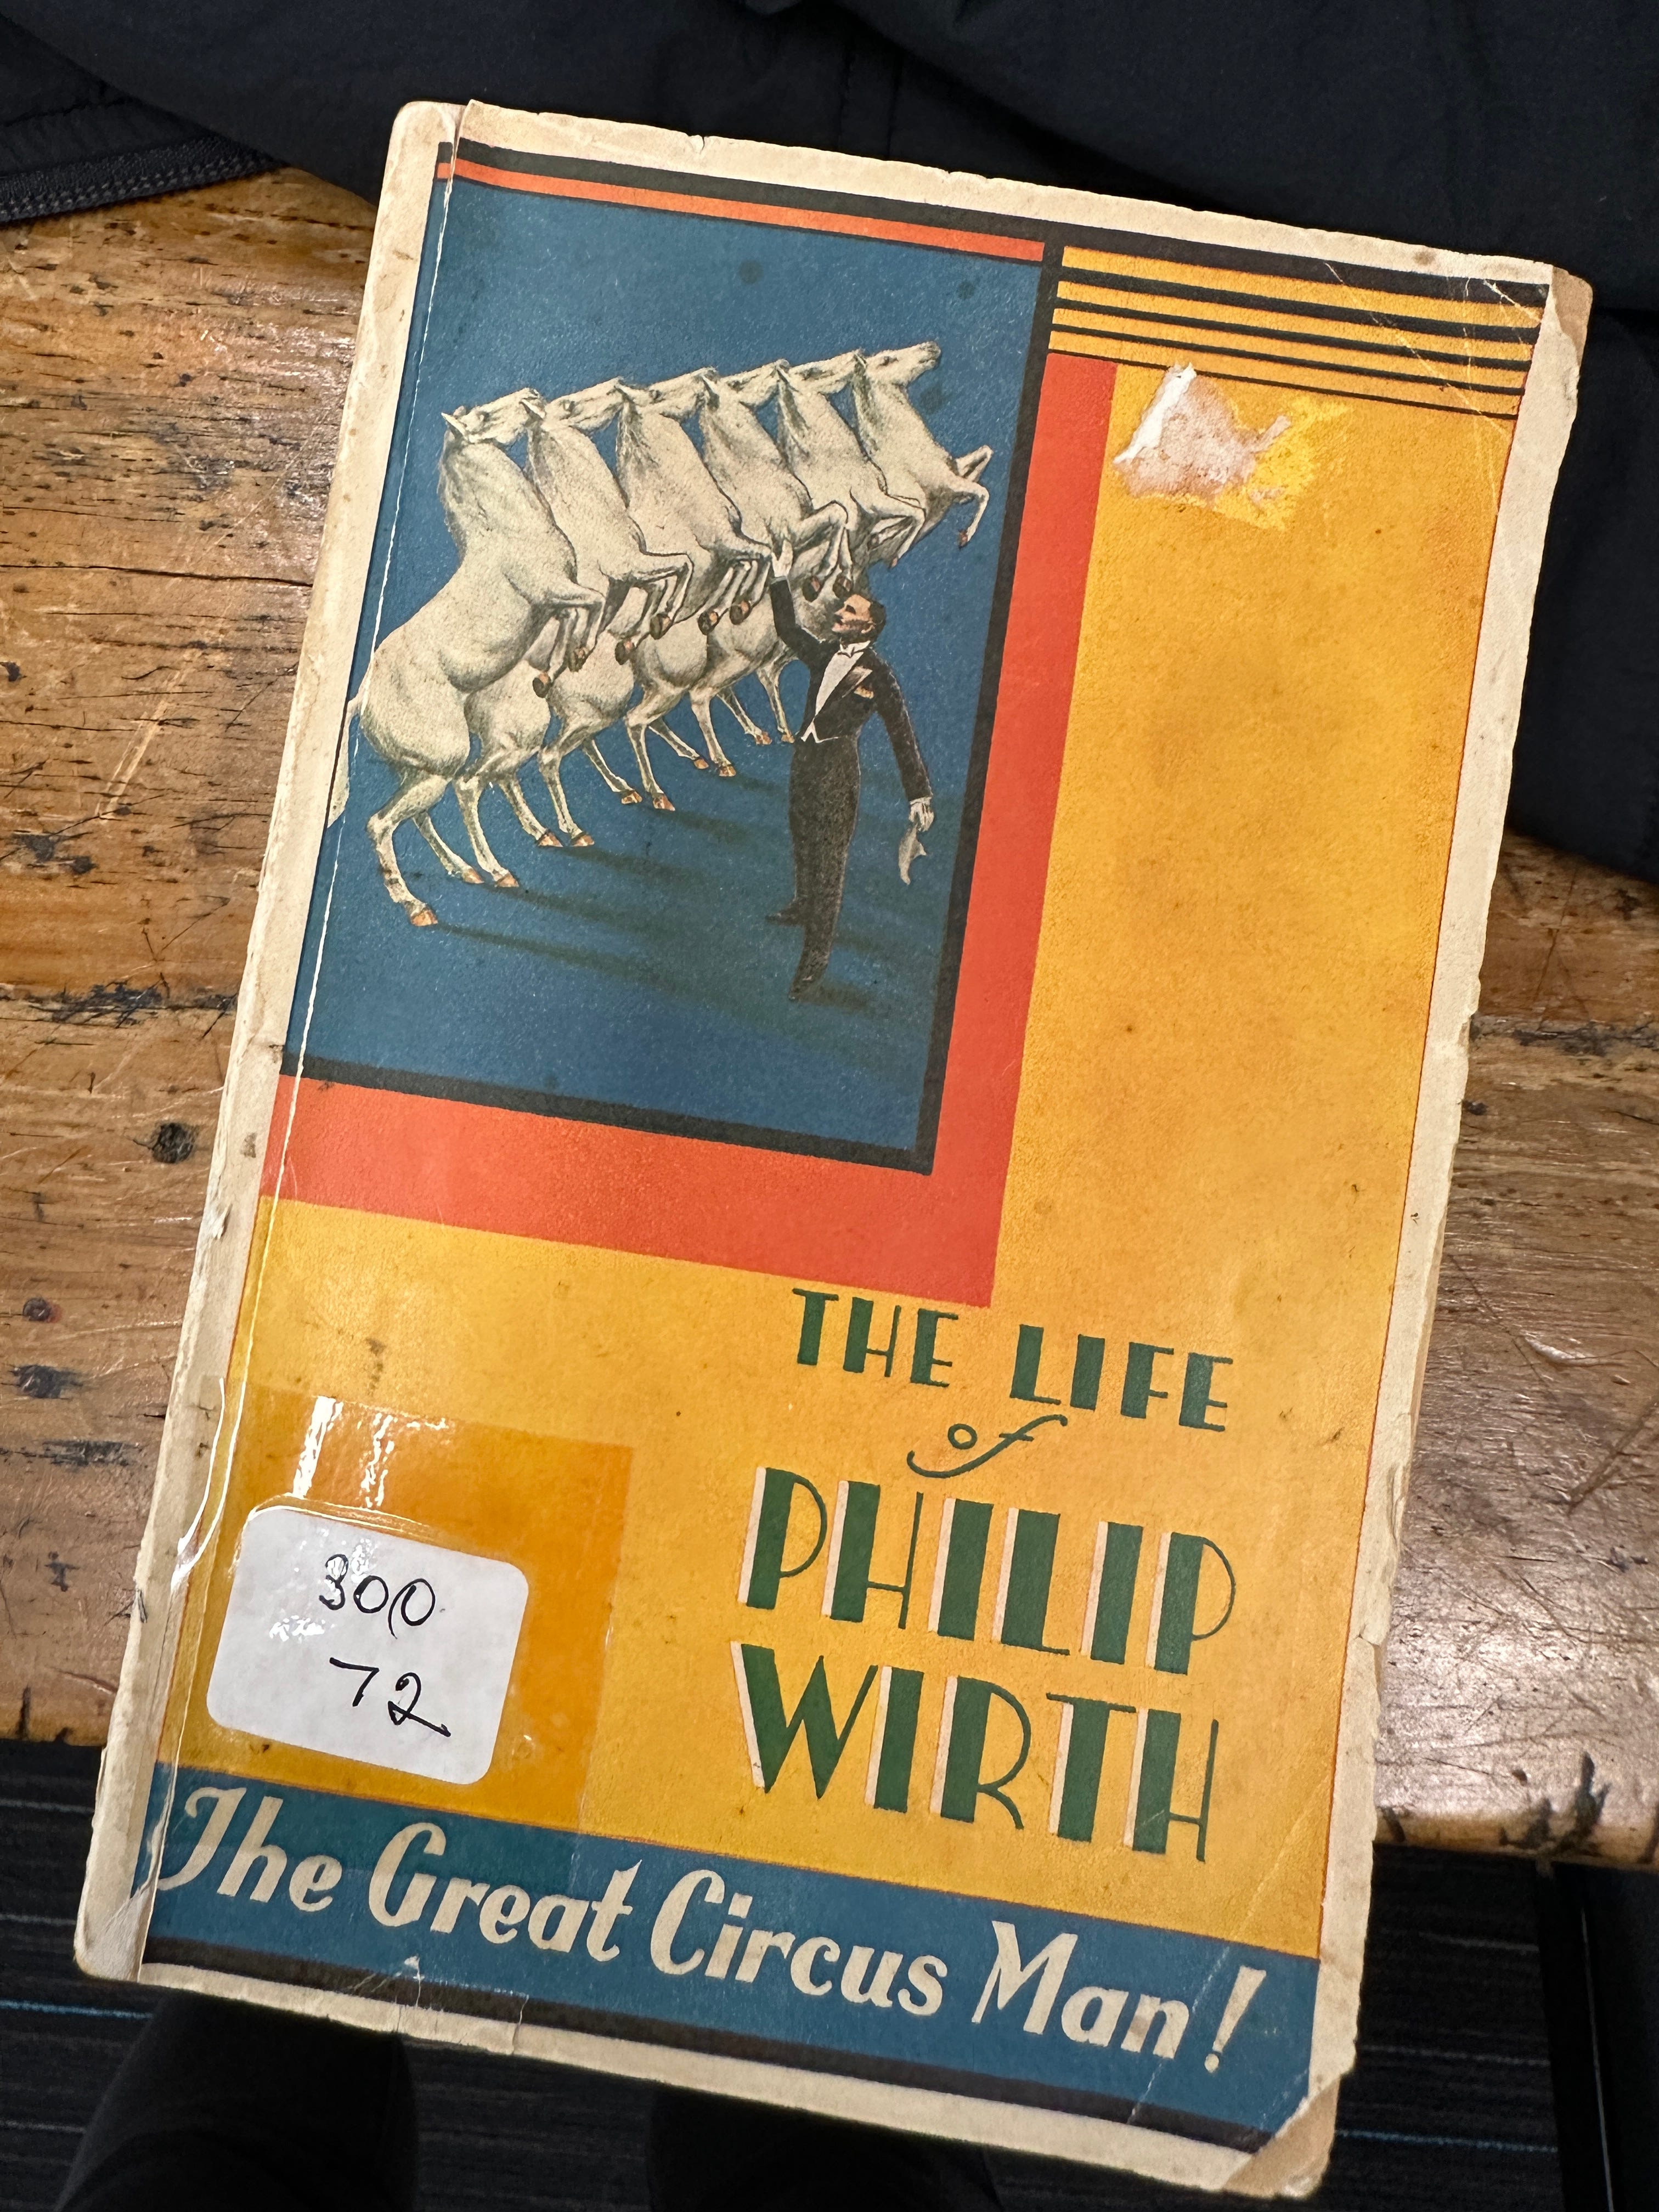 THE LIFE
of
PHILIP
WIRTH
300
72
The Great Circus Man!